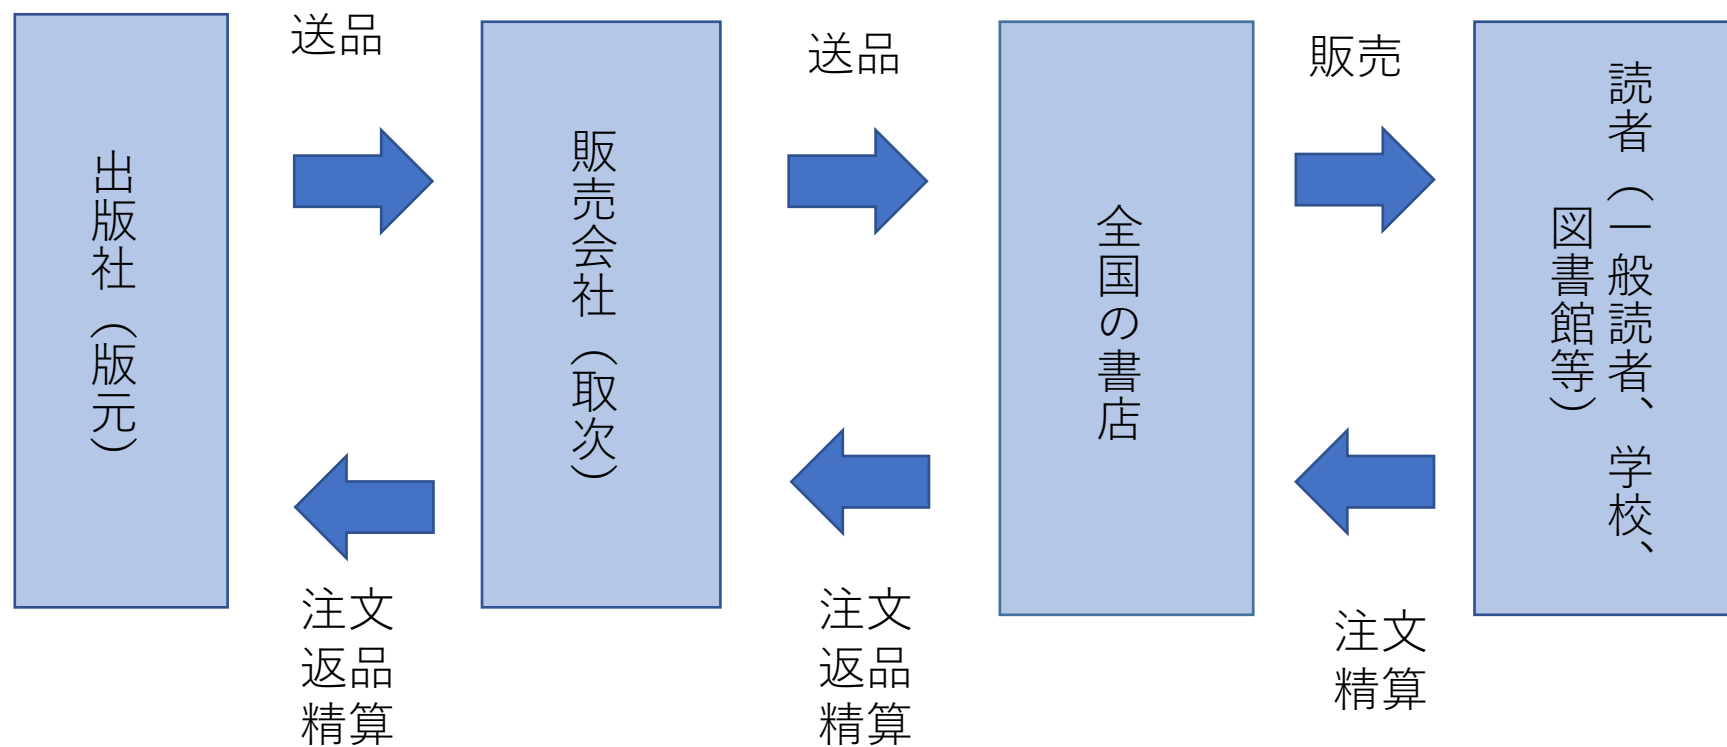 出版社（版元）
送品
注文
返品
精算
販売会社（取次）
送品
注文
返品
精算
全国の書店
販売
注文
精算
読者（一般読者、学校、
図書館等）